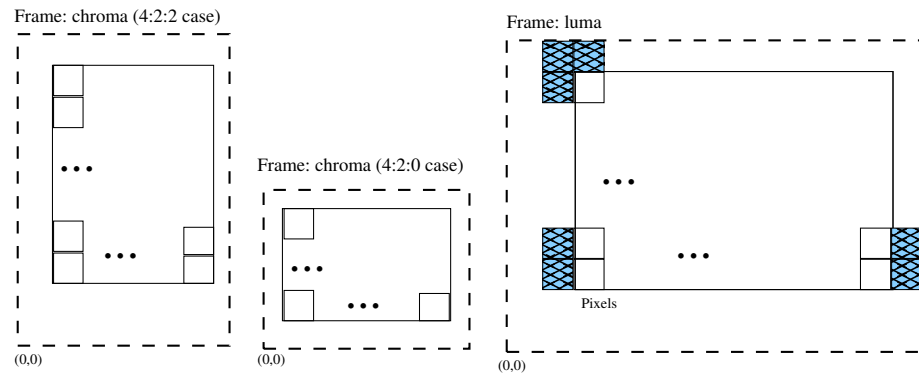 Frame: chroma (4:2:2 case)
Frame: luma
Frame: chroma (4:2:0 case)
Pixels
(0,0)
(0,0)
(0,0)